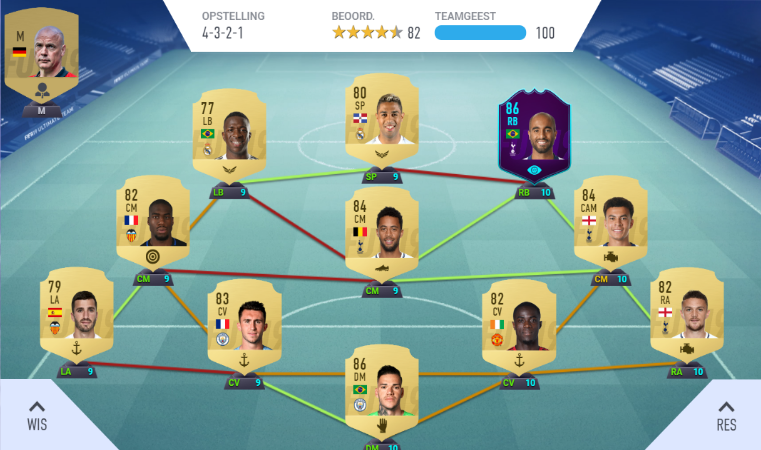 OPSTELLING
4-3-2-1
BEOORD.
82
TEAMGEEST
100
M
M
77
LB
LB 9
80
SP
SP 9
86
RB
RB 10
82
CM
CM 9
84
CM
CM 9
84
CAM
CM 10
79
LA
LA 9
83
CV
CV 9
82
CV
CV 10
82
RA
RA 10
86
DM
DM 10
WIS
RES